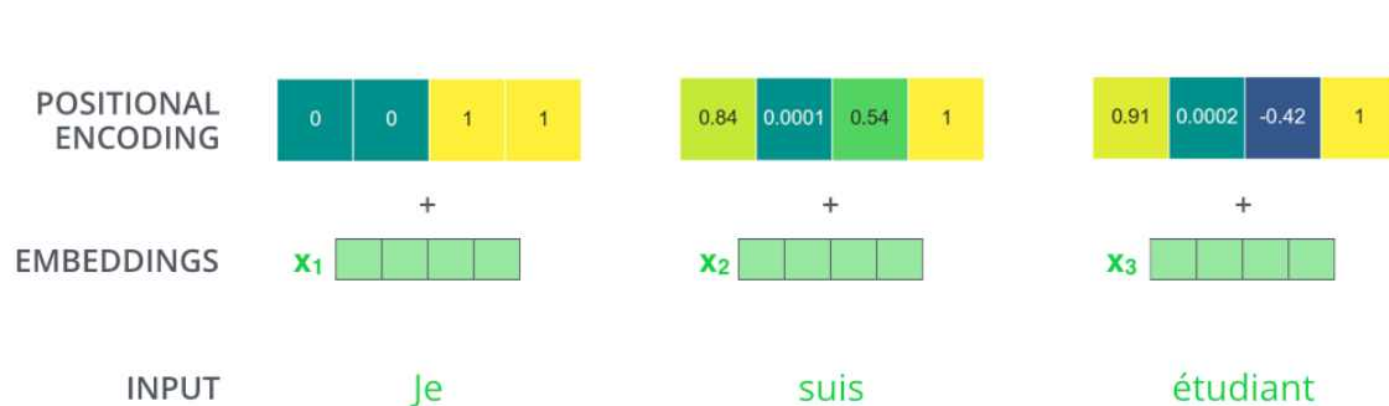 POSITIONAL ENCODING
0 0 1 1
0.84 0.0001 0.54 1
0.91 0.0002 -0.42 1
+ + +
EMBEDDINGS
x1
x2
x3
INPUT
Je
suis
étudiant